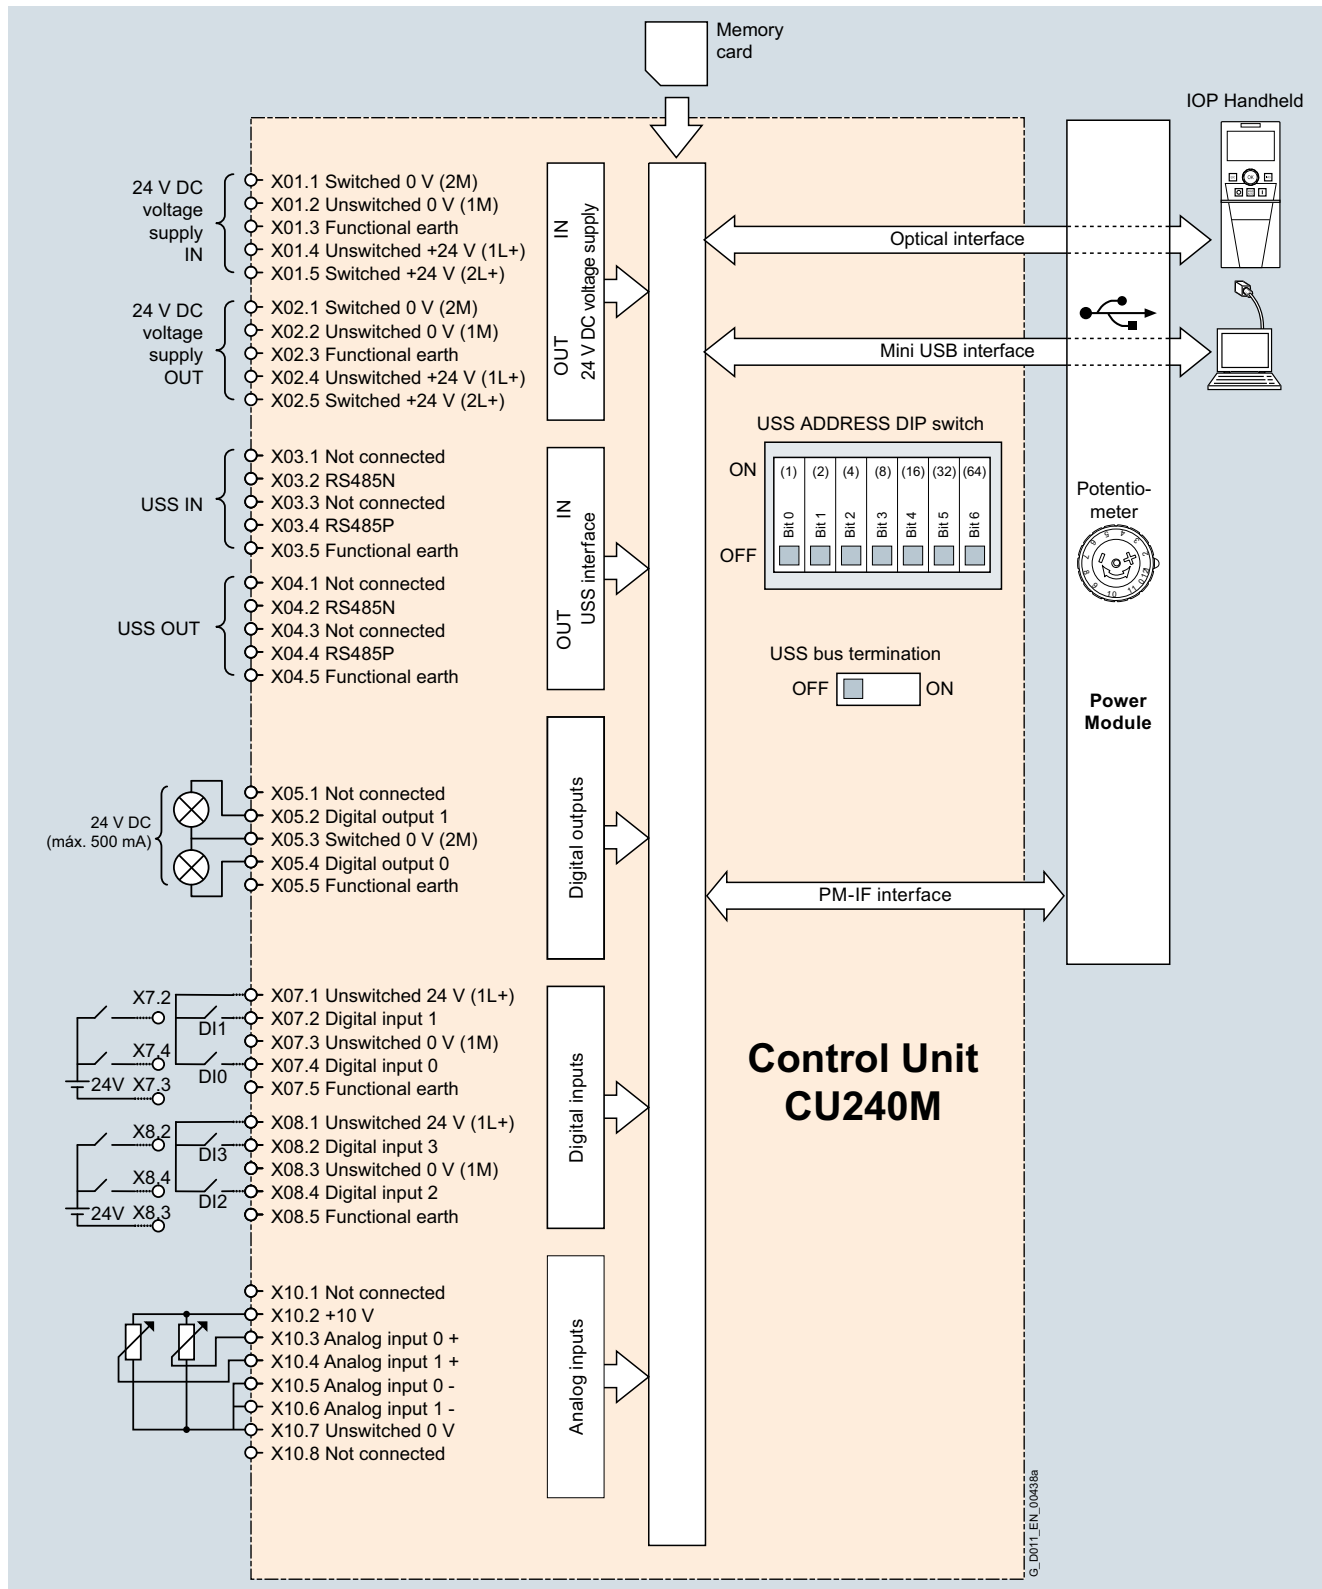 Memory
card
IOP Handheld
24 V DC
voltage
supply
IN
X01.1 Switched 0 V (2M)
X01.2 Unswitched 0 V (1M)
X01.3 Functional earth
X01.4 Unswitched +24 V (1L+)
X01.5 Switched +24 V (2L+)
24 V DC
voltage
supply
OUT
X02.1 Switched 0 V (2M)
X02.2 Unswitched 0 V (1M)
X02.3 Functional earth
X02.4 Unswitched +24 V (1L+)
X02.5 Switched +24 V (2L+)
OUT IN
24 V DC voltage supply
Optical interface
Mini USB interface
USS IN
X03.1 Not connected
X03.2 RS485N
X03.3 Not connected
X03.4 RS485P
X03.5 Functional earth
USS OUT
X04.1 Not connected
X04.2 RS485N
X04.3 Not connected
X04.4 RS485P
X04.5 Functional earth
OUT IN
USS interface
USS ADDRESS DIP switch
ON
(1) (2) (4) (8) (16) (32) (64)
Bit 0 Bit 1 Bit 2 Bit 3 Bit 4 Bit 5 Bit 6
OFF
USS bus termination
OFF ON
Potentio-
meter
Power
Module
24 V DC
(máx. 500 mA)
X05.1 Not connected
X05.2 Digital output 1
X05.3 Switched 0 V (2M)
X05.4 Digital output 0
X05.5 Functional earth
Digital outputs
PM-IF interface
X7.2
DI1
X7.4
DI0
24V X7.3
X07.1 Unswitched 24 V (1L+)
X07.2 Digital input 1
X07.3 Unswitched 0 V (1M)
X07.4 Digital input 0
X07.5 Functional earth
X8.2
DI3
X8.4
DI2
24V X8.3
X08.1 Unswitched 24 V (1L+)
X08.2 Digital input 3
X08.3 Unswitched 0 V (1M)
X08.4 Digital input 2
X08.5 Functional earth
Digital inputs
Control Unit
CU240M
X10.1 Not connected
X10.2 +10 V
X10.3 Analog input 0 +
X10.4 Analog input 1 +
X10.5 Analog input 0 -
X10.6 Analog input 1 -
X10.7 Unswitched 0 V
X10.8 Not connected
Analog inputs
G_D011_EN_00438a